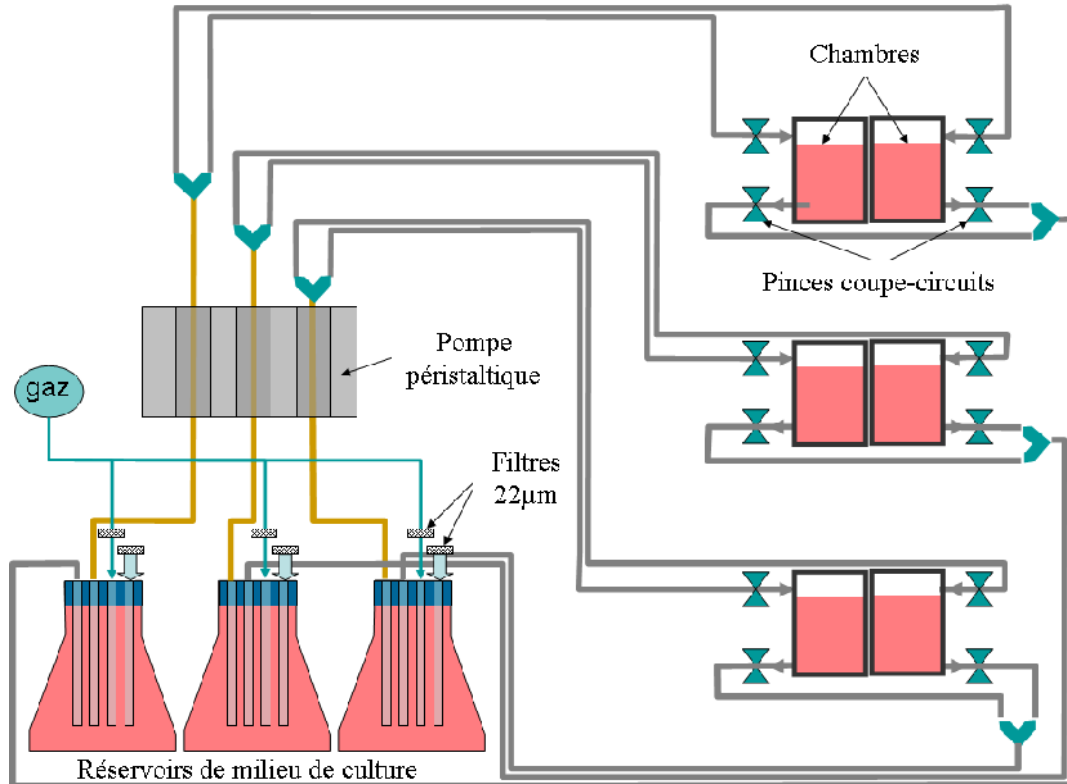 Chambres
Pinces coupe-circuits
Pompe
péristaltique
gaz
Filtres
22µm
Réservoirs de milieu de culture